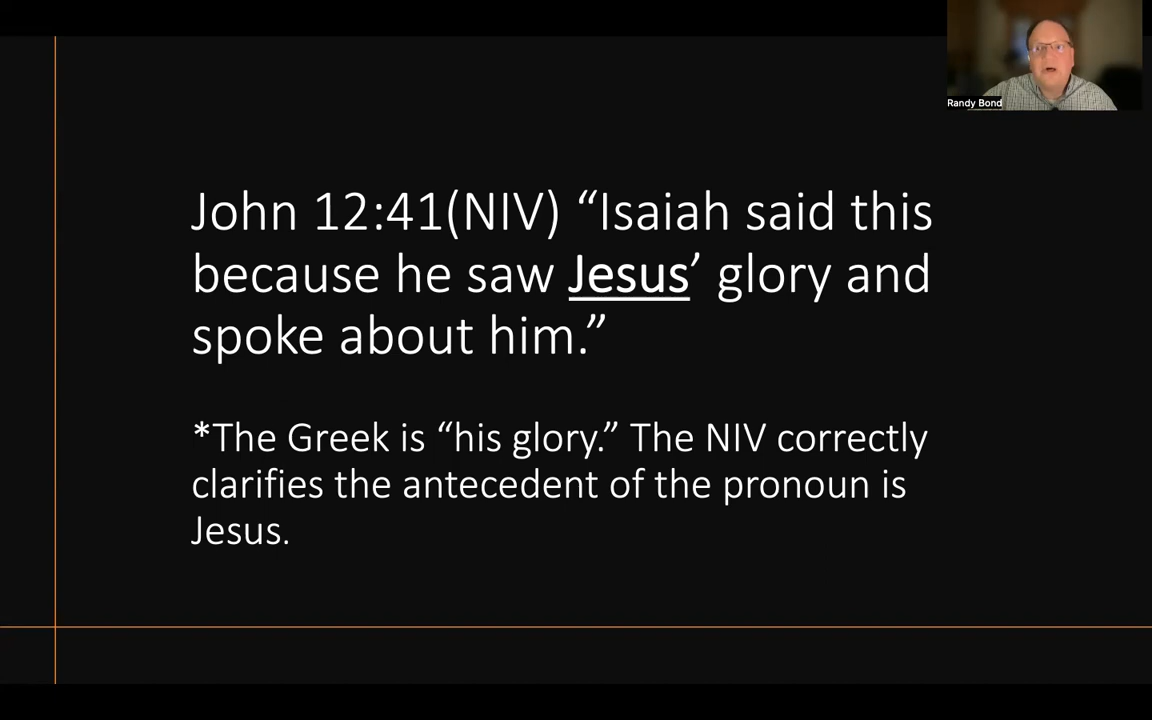 Randy Bond
John 12:41(NIV) “Isaiah said this
because he saw Jesus’ glory and
spoke about him.”
*The Greek is “his glory.” The NIV correctly
clarifies the antecedent of the pronoun is
Jesus.